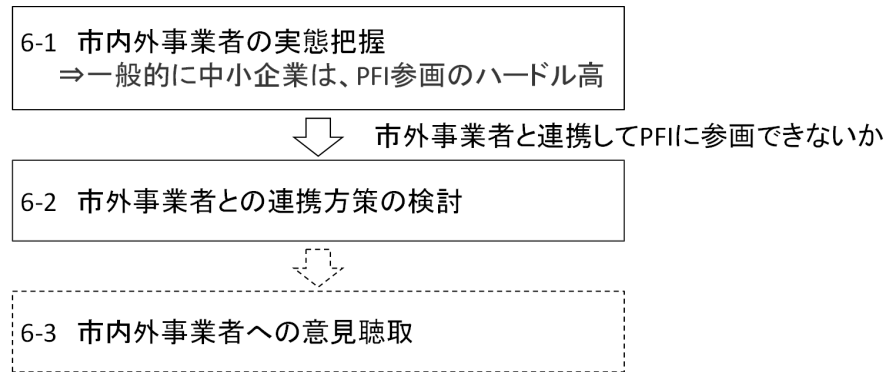 6-1 市内外事業者の実態把握
⇒一般的に中小企業は、PFI参画のハードル高
市外事業者と連携してPFIに参画できないか
6-2 市外事業者との連携方策の検討
6-3 市内外事業者への意見聴取